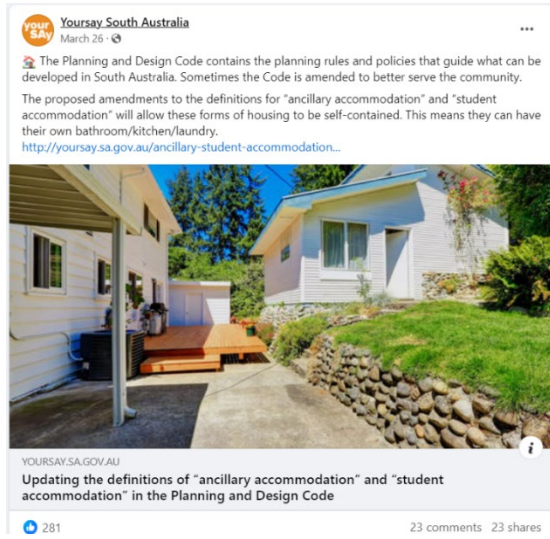 your
SAy
Yoursay South Australia
March 26 ·
The Planning and Design Code contains the planning rules and policies that guide what can be
developed in South Australia. Sometimes the Code is amended to better serve the community.
The proposed amendments to the definitions for "ancillary accommodation" and "student
accommodation" will allow these forms of housing to be self-contained. This means they can have
their own bathroom/kitchen/laundry.
http://yoursay.sa.gov.au/ancillary-student-accommodation...
i
YOURSAY.SA.GOV.AU
Updating the definitions of "ancillary accommodation" and "student
accommodation" in the Planning and Design Code
281 23 comments 23 shares